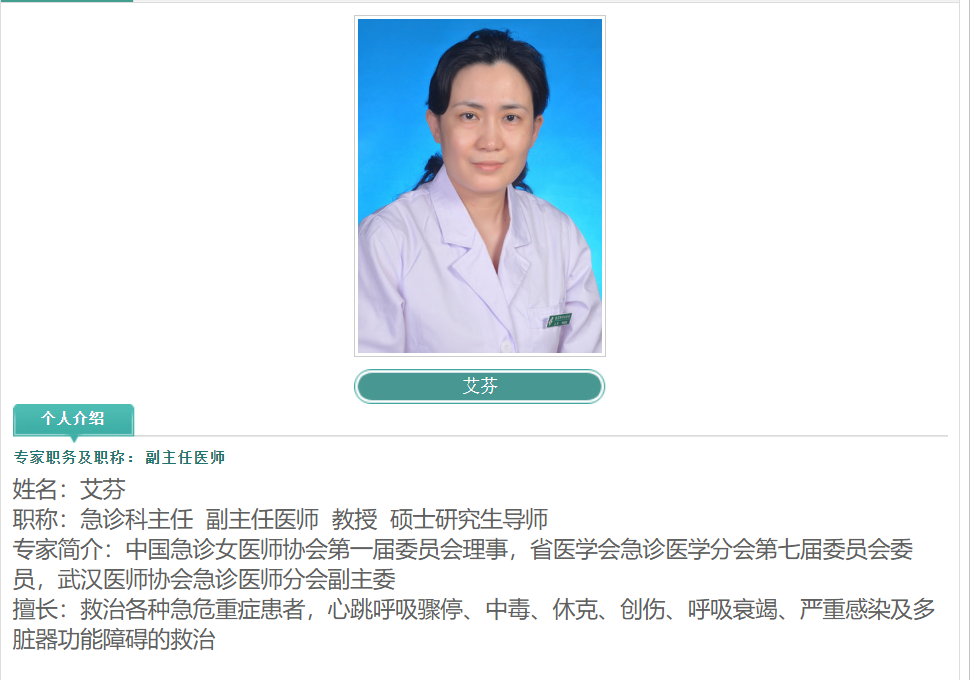 艾芬
个人介绍
专家职务及职称：副主任医师
姓名：艾芬
职称：急诊科主任 副主任医师 教授 硕士研究生导师
专家简介：中国急诊女医师协会第一届委员会理事，省医学会急诊医学分会第七届委员会委
员，武汉医师协会急诊医师分会副主委
擅长：救治各种急危重症患者，心跳呼吸骤停、中毒、休克、创伤、呼吸衰竭、严重感染及多
脏器功能障碍的救治